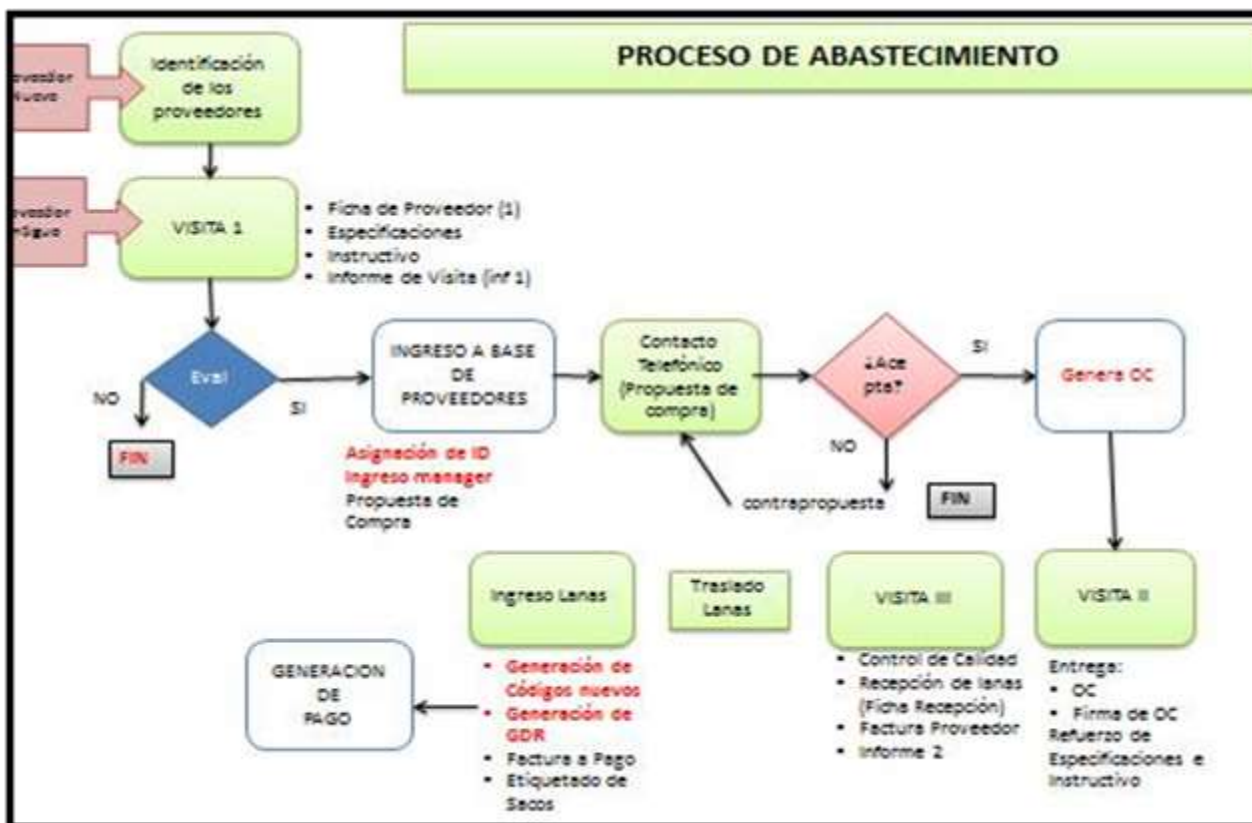 PROCESO DE ABASTECIMIENTO
Identificación
de los
proveedores
VISITA 1
• Ficha de Proveedor (1)
• Especificaciones
• Instructivo
• Informe de Visita (inf 1)
Eval
NO
SI
FIN
INGRESO A BASE
DE
PROVEEDORES
Asignación de ID
Ingreso manager
Propuesta de
Compra
Contacto
Telefónico
(Propuesta de
compra)
¿Ace
pta?
SI
NO
contrapropuesta
FIN
Genera OC
VISITA II
Entrega:
• OC
• Firma de OC
Refuerzo de
Especificaciones e
Instructivo
VISITA III
• Control de Calidad
• Recepción de lanas
(Ficha Recepción)
• Factura Proveedor
• Informe 2
Traslado
Lanas
Ingreso Lanas
• Generación de
Códigos nuevos
• Generación de
GDR
• Factura a Pago
• Etiquetado de
Sacos
GENERACION
DE
PAGO